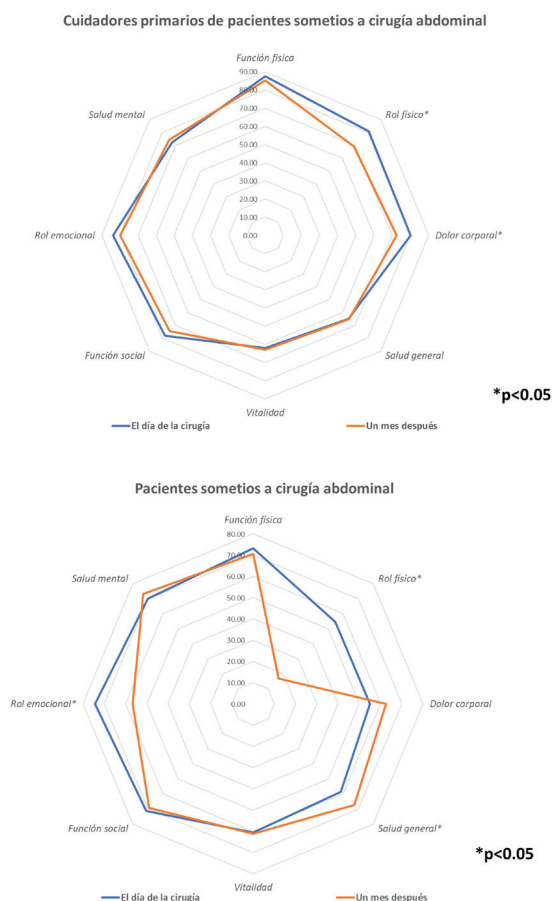 Cuidadores primarios de pacientes sometios a cirugía abdominal
Función física
90.00
80.00
70.00
60.00
50.00
40.00
30.00
20.00
10.00
0.00
Salud mental
Rol físico*
Rol emocional
Dolor corporal*
Función social
Salud general
Vitalidad
*p<0.05
El día de la cirugía
Un mes después
Pacientes sometios a cirugía abdominal
Función física
80.00
70.00
60.00
50.00
40.00
30.00
20.00
10.00
0.00
Salud mental
Rol físico*
Rol emocional*
Dolor corporal
Función social
Salud general*
*p<0.05
Vitalidad
El día de la cirugía
Un mes después